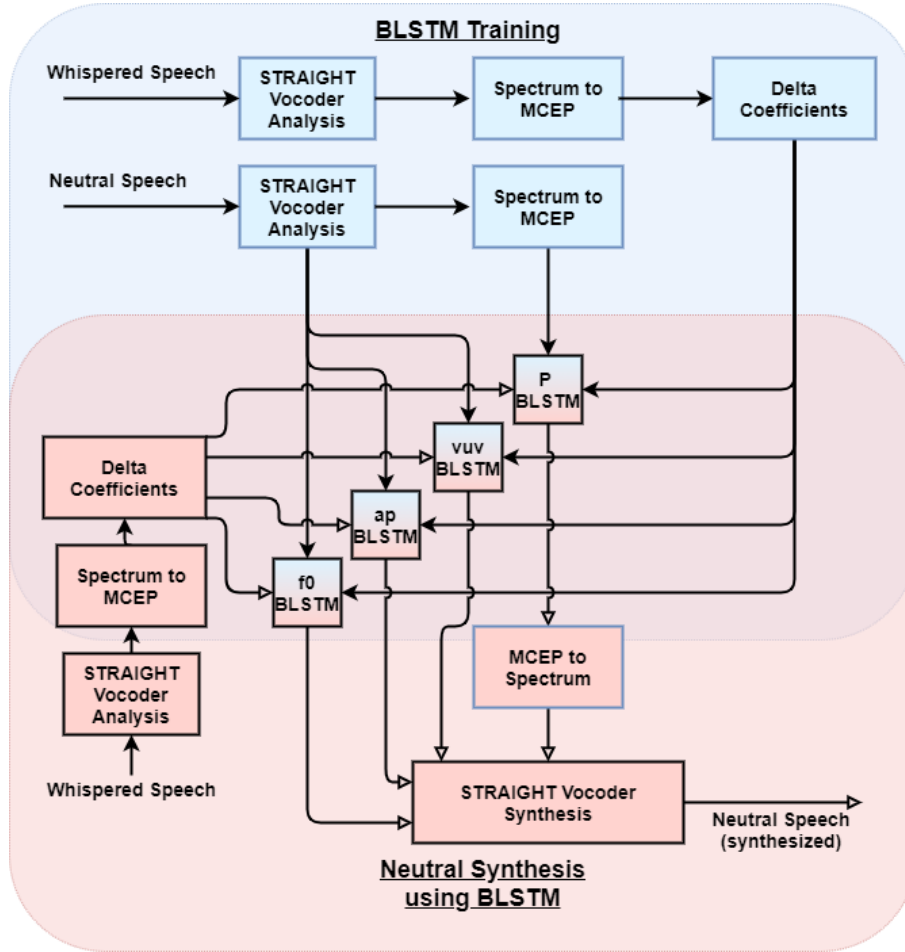 BLSTM Training
Whispered Speech
STRAIGHT
Vocoder
Analysis
Spectrum to
MCEP
Delta
Coefficients
Neutral Speech
STRAIGHT
Vocoder
Analysis
Spectrum to
MCEP
P
BLSTM
vuv
BLSTM
ap
BLSTM
f0
BLSTM
Delta
Coefficients
Spectrum to
MCEP
STRAIGHT
Vocoder
Analysis
Whispered Speech
MCEP to
Spectrum
STRAIGHT Vocoder
Synthesis
Neutral Speech
(synthesized)
Neutral Synthesis
using BLSTM